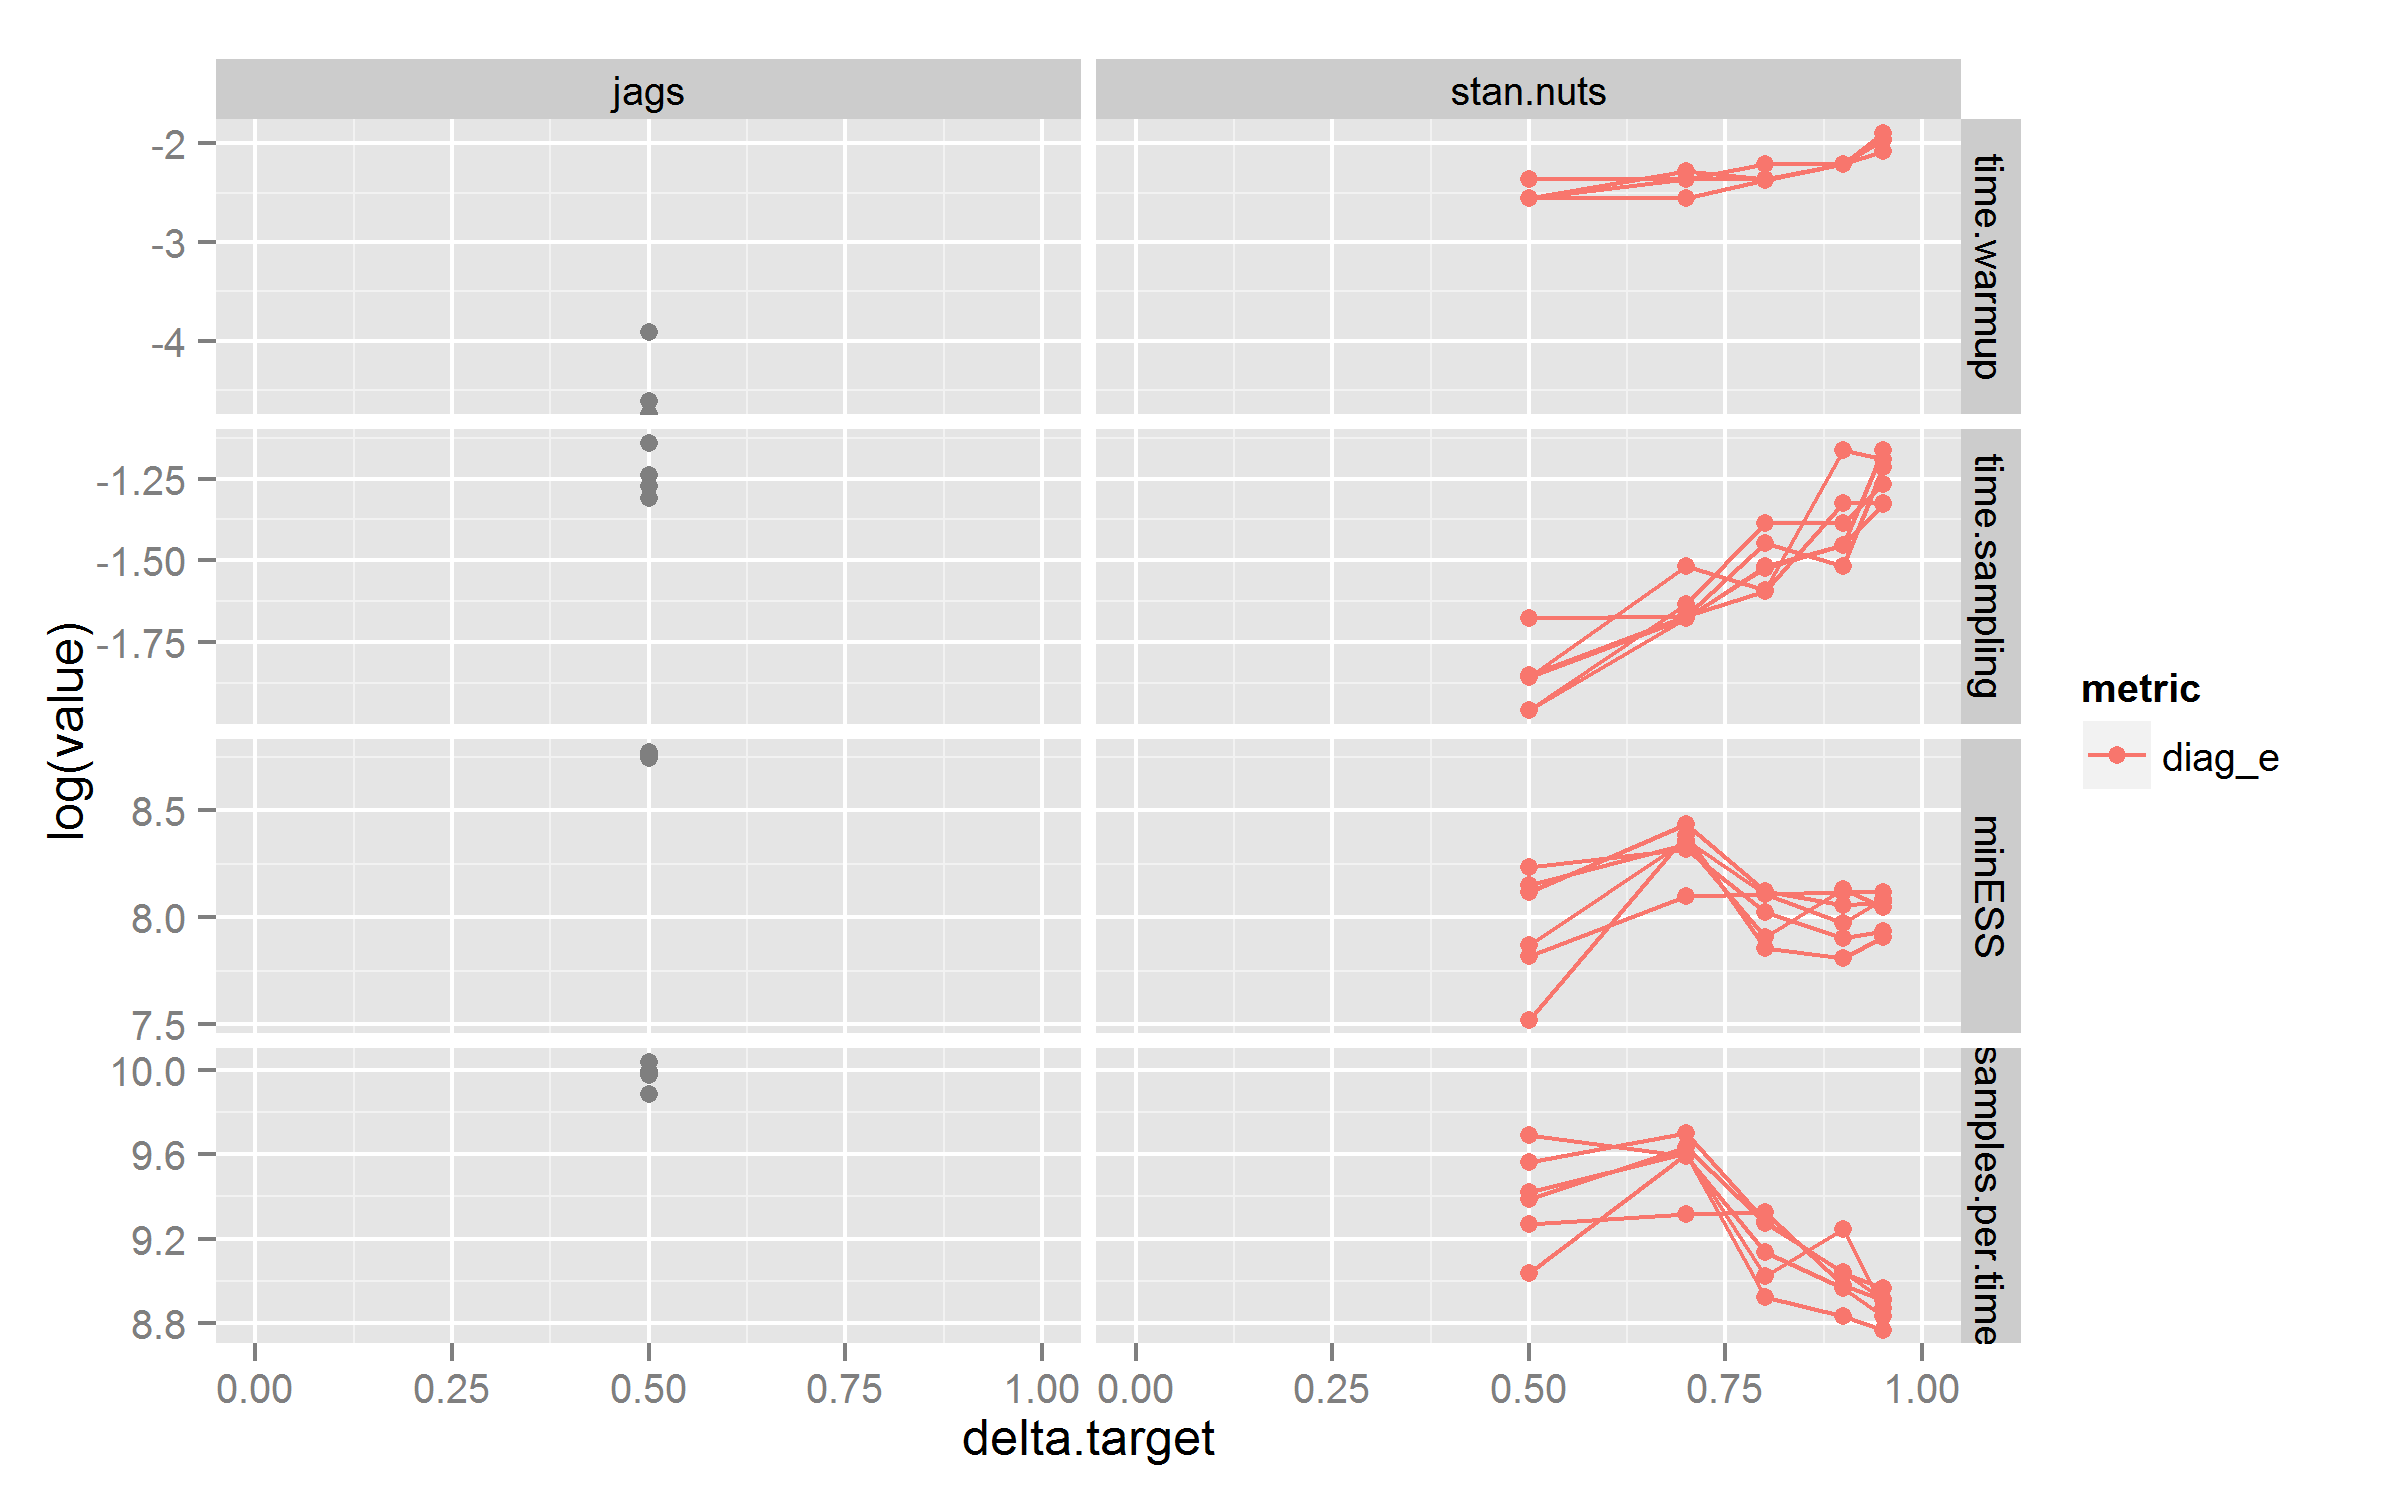 jags
stan.nuts
-2
-3
-4
time.warmup
-1.25
-1.50
-1.75
time.sampling
8.5
8.0
7.5
minESS
10.0
9.6
9.2
8.8
samples.per.time
log(value)
0.00 0.25 0.50 0.75 1.00 0.00 0.25 0.50 0.75 1.00
delta.target
metric
diag_e